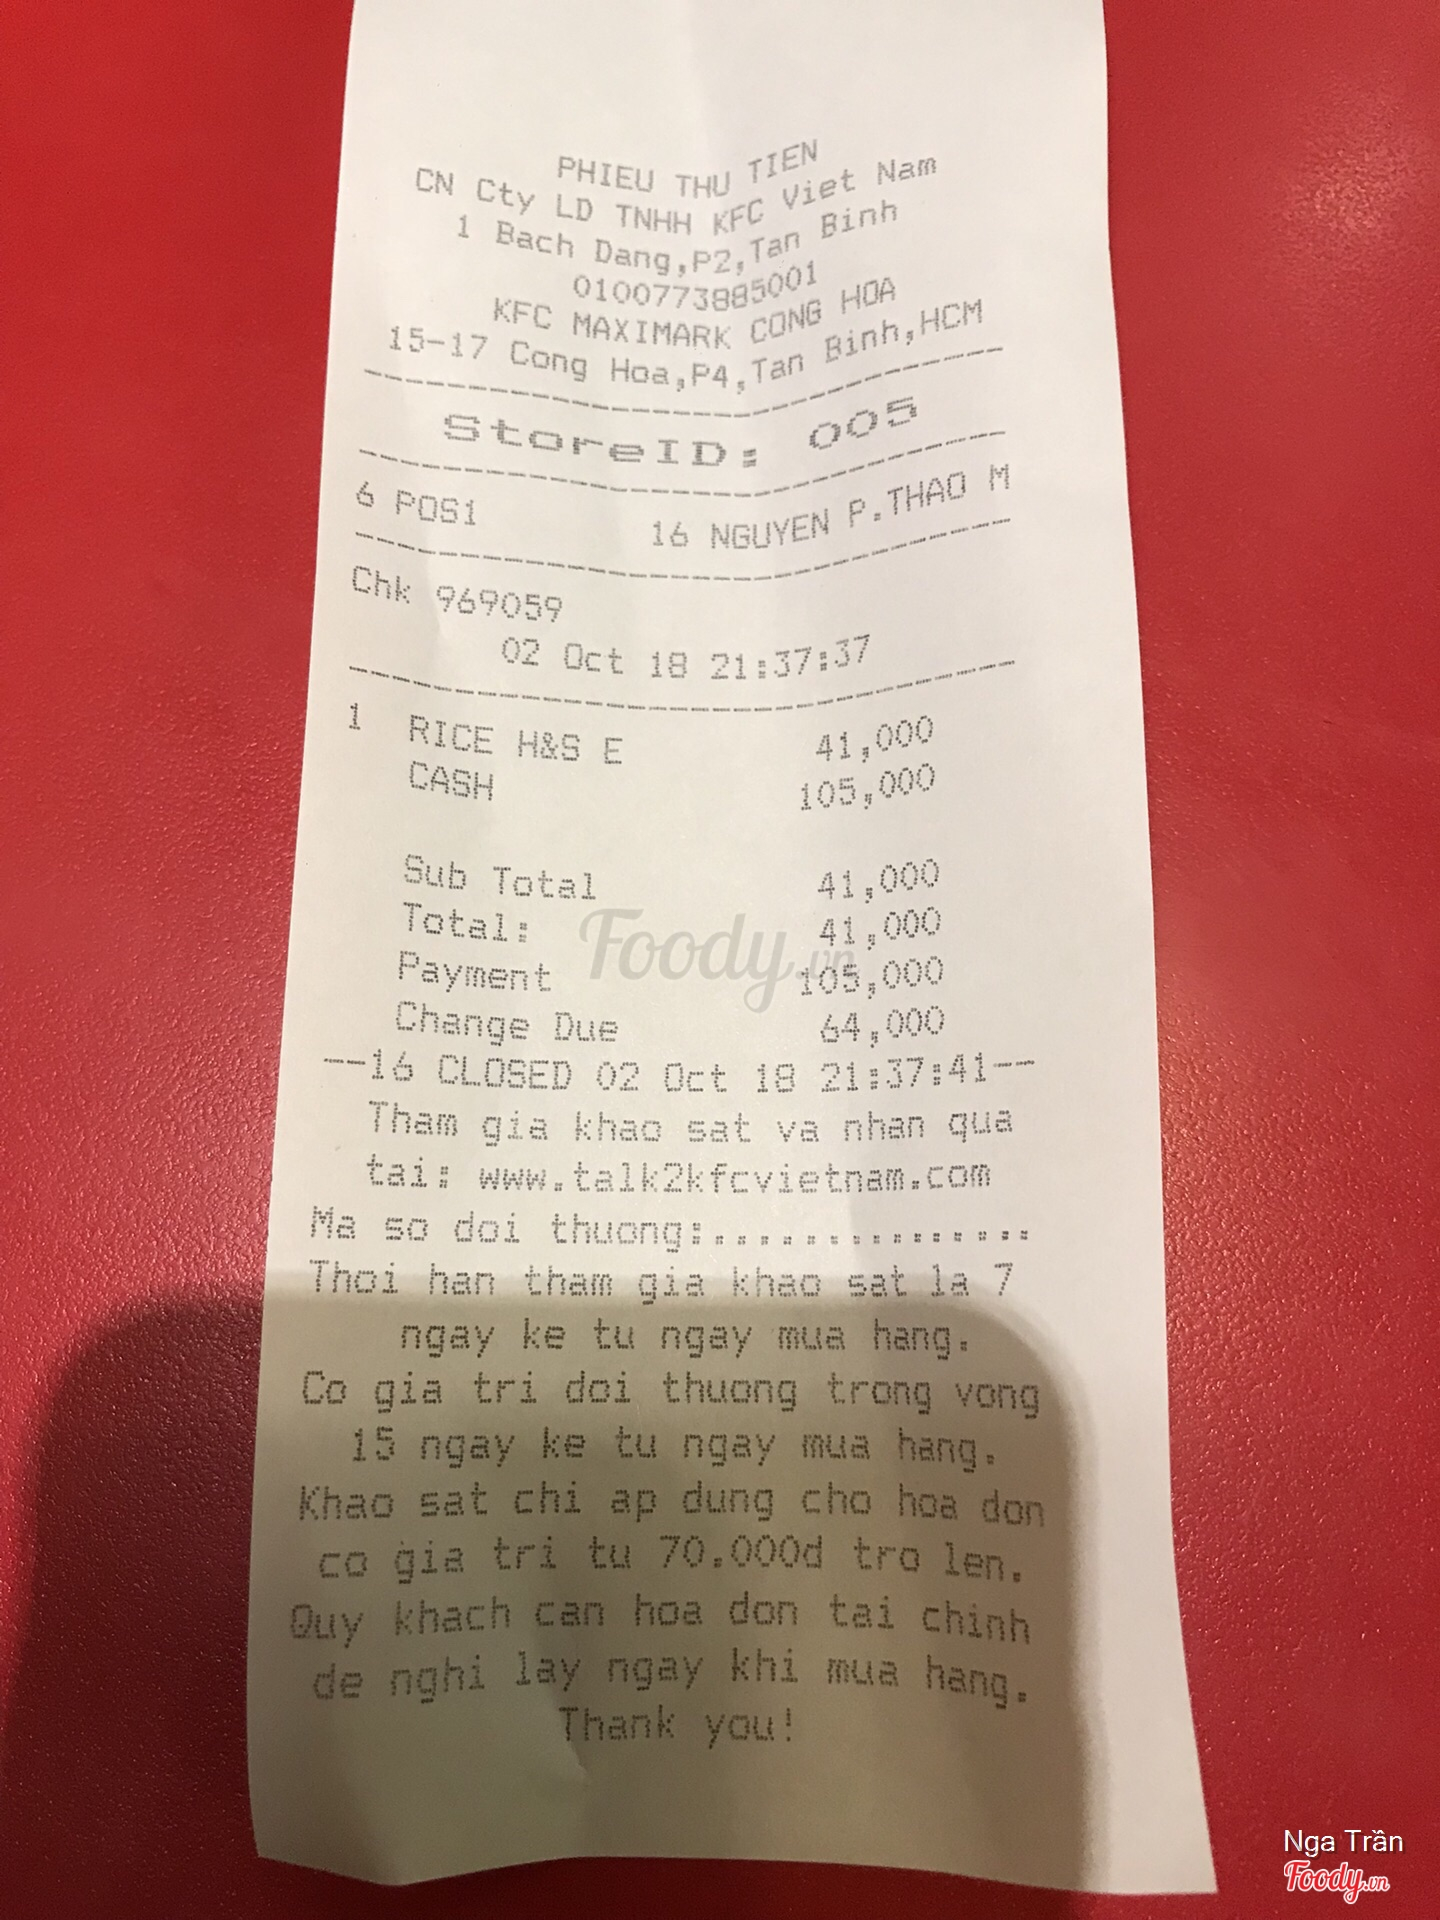 PHIEU THU TIEN
CN Cty LD TNHH KFC Viet Nam
1 Bach Dang,P2,Tan Binh
0100773885001
KFC MAXIMARK CONG HOA
15-17 Cong Hoa,P4,Tan Binh,HCM
StoreID: 005
6 POS1 16 NGUYEN P.THAO M
Chk 969059
02 Oct 18 21:37:37
1 RICE H&S E 41,000
CASH 105,000
Sub Total 41,000
Total: 41,000
Payment 105,000
Change Due 64,000
--16 CLOSED 02 Oct 18 21:37:41--
Tham gia khao sat va nhan qua
tai: www.talk2kfcvietnam.com
Ma so doi thuong:................
Thoi han tham gia khao sat la 7
ngay ke tu ngay mua hang.
Co gia tri doi thuong trong vong
15 ngay ke tu ngay mua hang.
Khao sat chi ap dung cho hoa don
co gia tri tu 70.000d tro len.
Quy khach can hoa don tai chinh
de nghi lay ngay khi mua hang.
Thank you!
Foody.vn
Nga Trần
Foody.vn